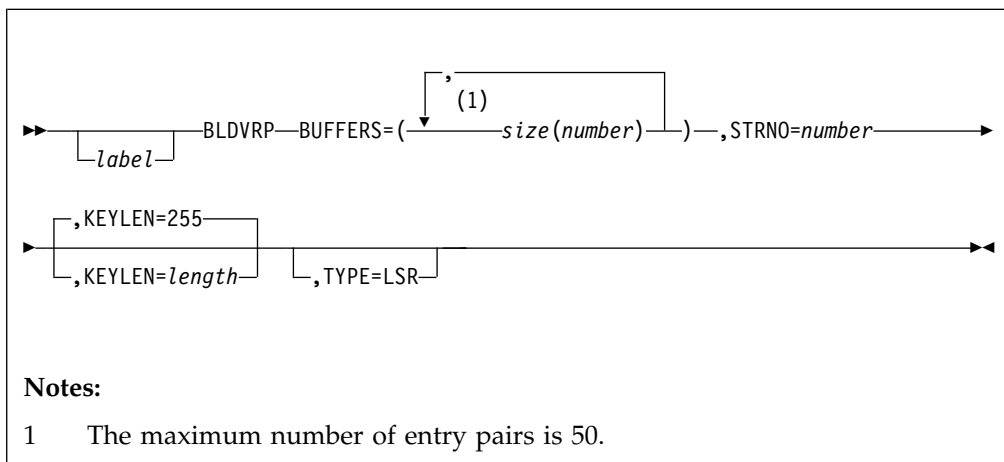 ,
(1)
►►─ ─BLDVRP─BUFFERS=( size(number) ) ─,STRNO=number─►
label
,KEYLEN=255
,KEYLEN=length
,TYPE=LSR
Notes:
1 The maximum number of entry pairs is 50.